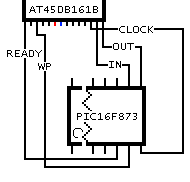 AT45DB161B
CLOCK
OUT
READY
WP
IN
PIC16F873